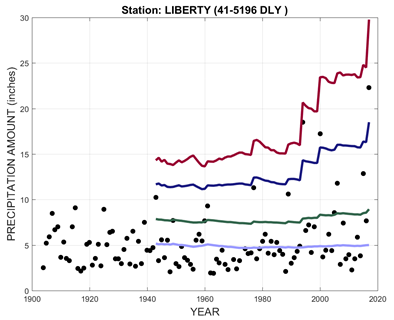 Station: LIBERTY (41-5196 DLY )
PRECIPITATION AMOUNT (inches)
30
25
20
15
10
5
0
1900 1920 1940 1960 1980 2000 2020
YEAR